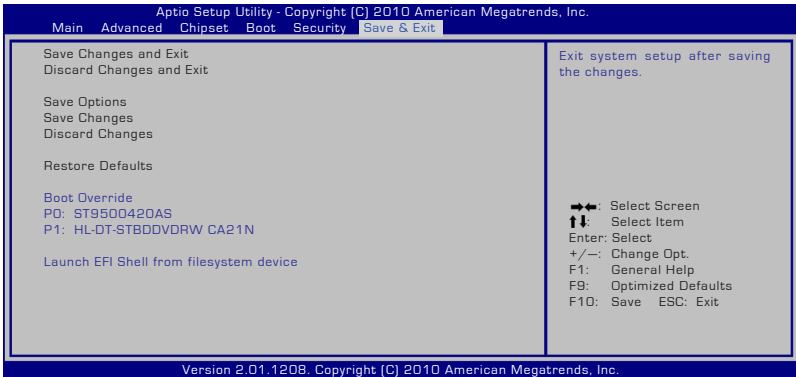 Aptio Setup Utility - Copyright (C) 2010 American Megatrends, Inc.
Main Advanced Chipset Boot Security Save & Exit
Save Changes and Exit
Discard Changes and Exit
Save Options
Save Changes
Discard Changes
Restore Defaults
Boot Override
P0: ST9500420AS
P1: HL-DT-STBDDVDRW CA21N
Launch EFI Shell from filesystem device
Exit system setup after saving
the changes.
➡⬅: Select Screen
⬆⬇: Select Item
Enter: Select
+/—: Change Opt.
F1: General Help
F9: Optimized Defaults
F10: Save ESC: Exit
Version 2.01.1208. Copyright (C) 2010 American Megatrends, Inc.